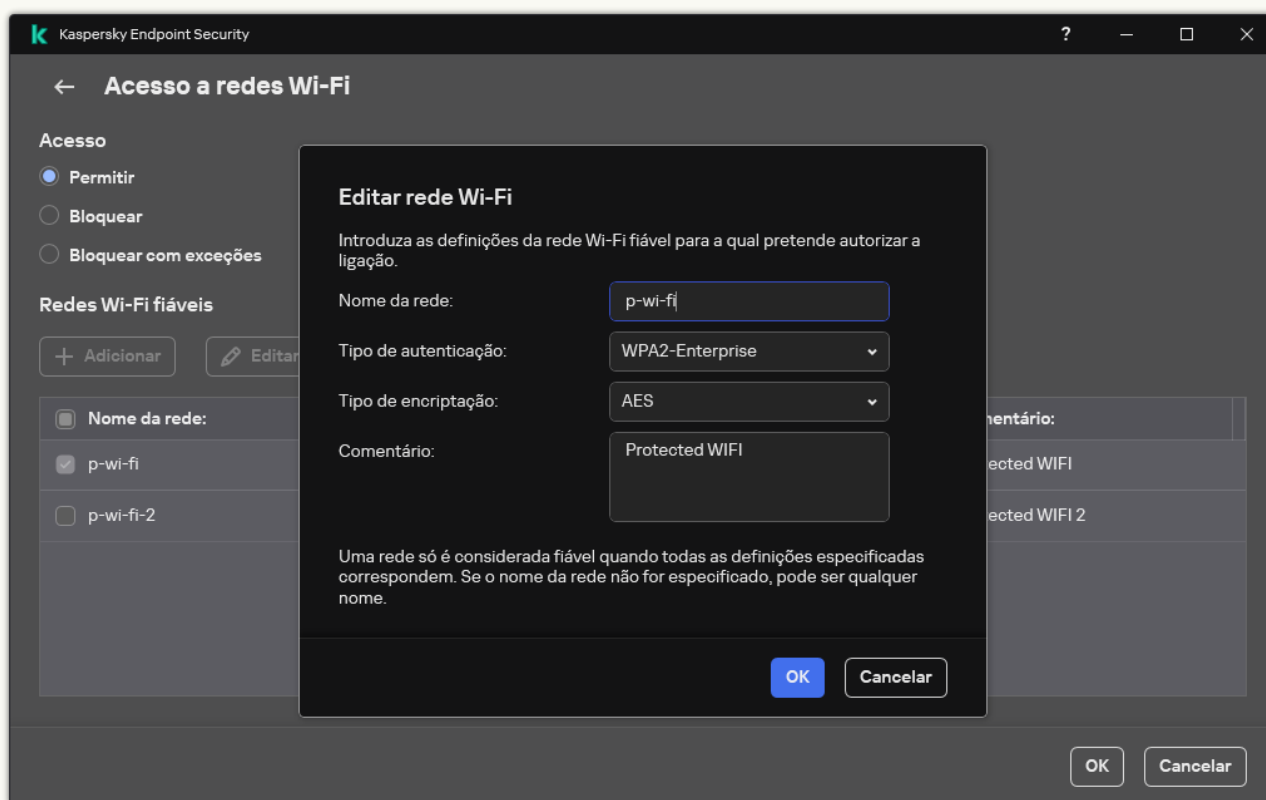 Kaspersky Endpoint Security
?
Acesso a redes Wi-Fi
Acesso
Permitir
Bloquear
Bloquear com exceções
Redes Wi-Fi fiáveis
Adicionar
Editar
Nome da rede:
p-wi-fi
p-wi-fi-2
Editar rede Wi-Fi
Introduza as definições da rede Wi-Fi fiável para a qual pretende autorizar a
ligação.
Nome da rede:
p-wi-fi
Tipo de autenticação:
WPA2-Enterprise
Tipo de encriptação:
AES
Comentário:
Protected WIFI
Uma rede só é considerada fiável quando todas as definições especificadas
correspondem. Se o nome da rede não for especificado, pode ser qualquer
nome.
OK
Cancelar
nentário:
ected WIFI
ected WIFI 2
OK
Cancelar